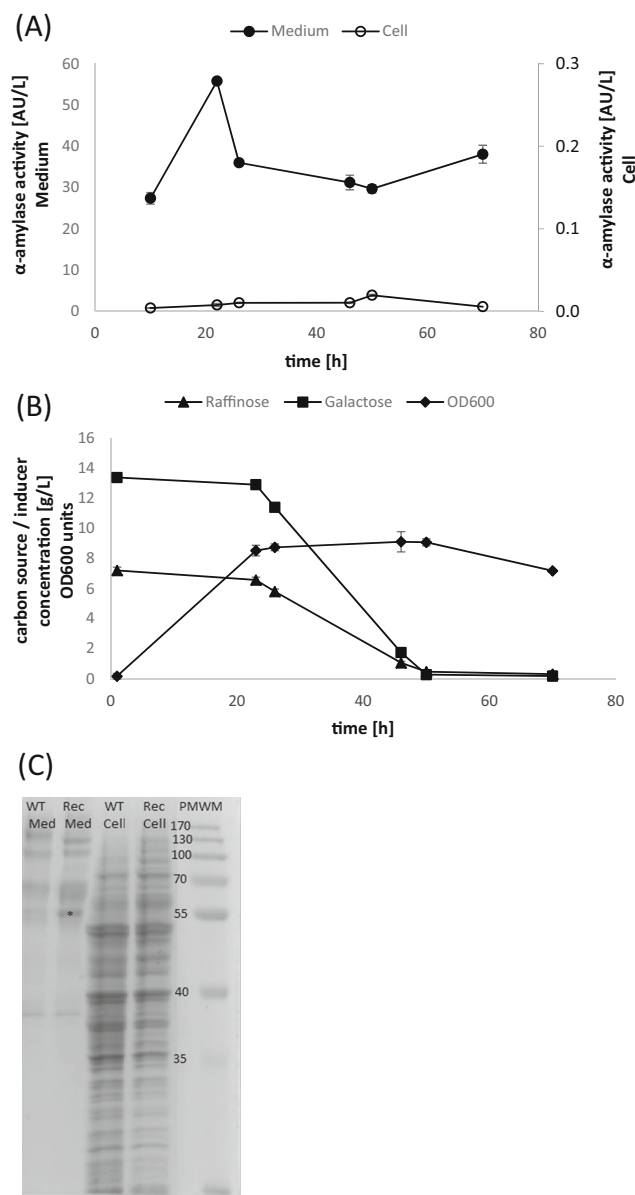 (A)
Medium Cell
60 0.3
50
40 0.2
30
20 0.1
10
0 0.0
0 20 40 60 80
time [h]
α-amylase activity [AU/L]
Medium
α-amylase activity [AU/L]
Cell
(B)
Raffinose Galactose OD600
16
14
12
10
8
6
4
2
0
0 20 40 60 80
time [h]
carbon source / inducer
concentration [g/L]
OD600 units
(C)
WT Rec WT Rec PMWM
Med Med Cell Cell
170
130
100
70
55
*
40
35